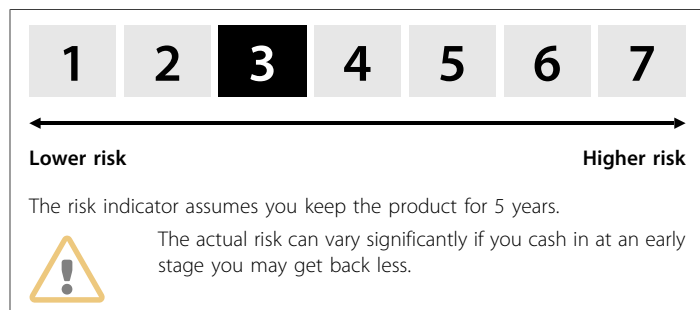 1 2 3 4 5 6 7
Lower risk Higher risk
The risk indicator assumes you keep the product for 5 years.
The actual risk can vary significantly if you cash in at an early
stage you may get back less.